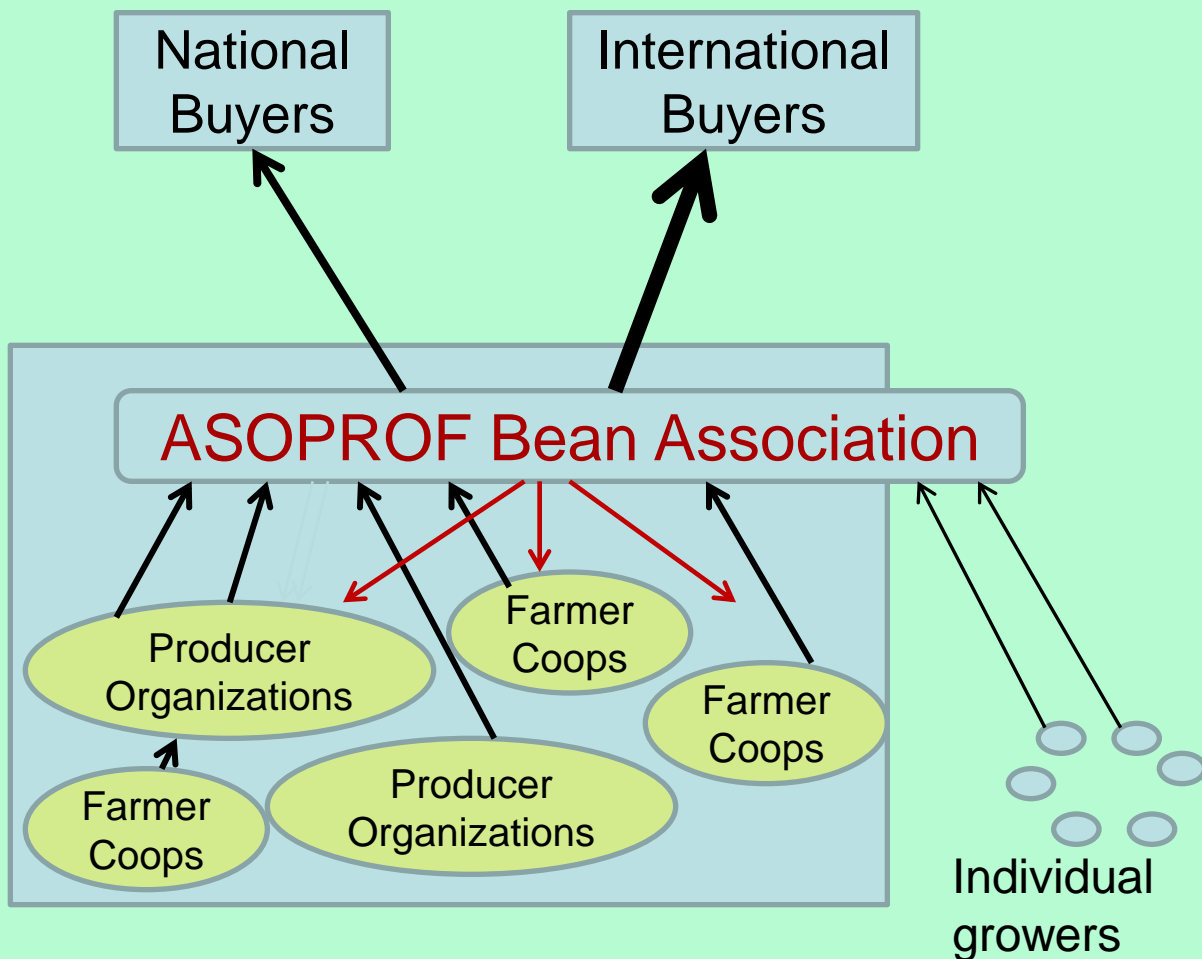 National
Buyers
International
Buyers
ASOPROF Bean Association
Producer
Organizations
Farmer
Coops
Farmer
Coops
Farmer
Coops
Producer
Organizations
Individual
growers